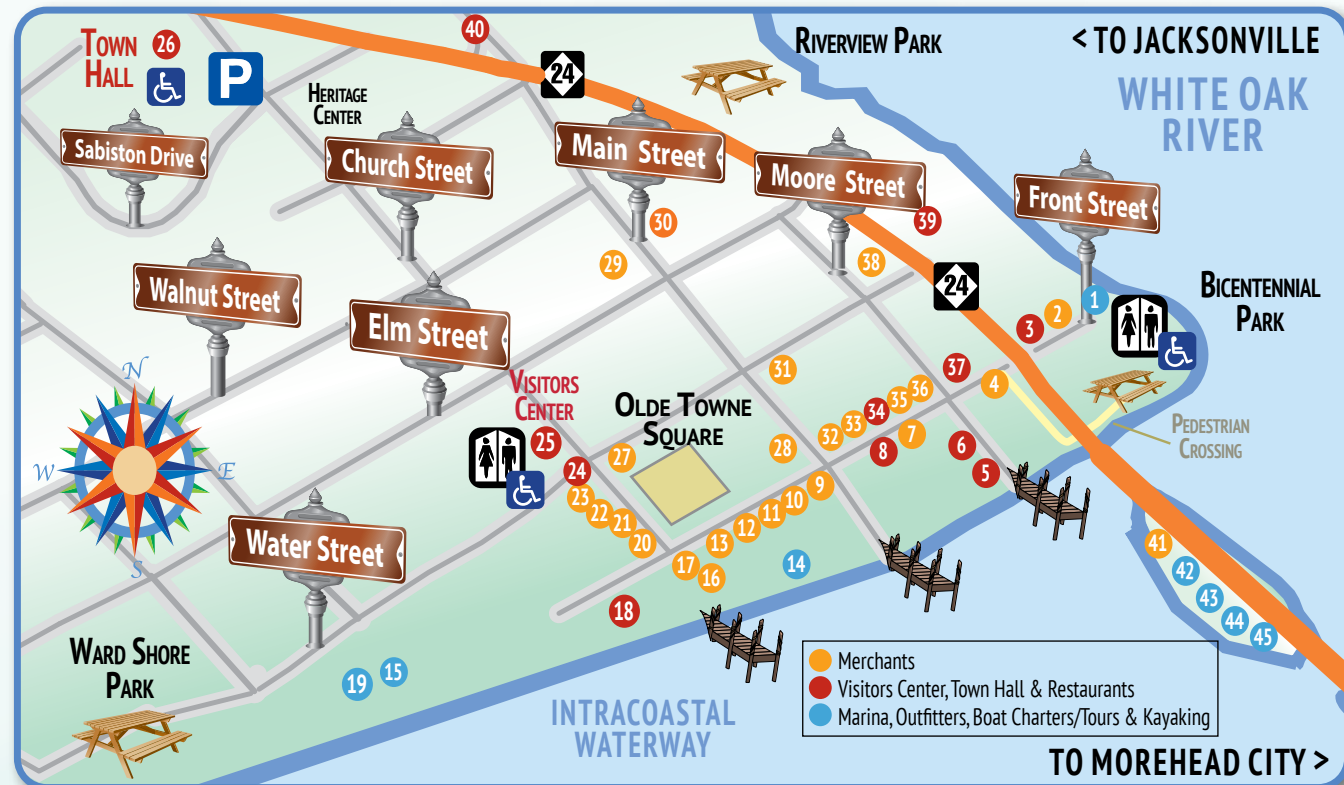 TOWN
HALL
26
P
40
24
RIVERVIEW PARK
< TO JACKSONVILLE
WHITE OAK
RIVER
HERITAGE
CENTER
Sabiston Drive
Church Street
Main Street
Moore Street
Front Street
39
30
29
38
24
1
2
3
BICENTENNIAL
PARK
Walnut Street
Elm Street
N
W
E
S
VISITORS
CENTER
25
OLDE TOWNE
SQUARE
31
37
4
36
35
34
33
32
7
8
6
5
PEDESTRIAN
CROSSING
28
27
24
23
22
21
20
9
10
11
12
13
14
17
16
18
Water Street
41
42
43
44
45
WARD SHORE
PARK
19
15
INTRACOASTAL
WATERWAY
Merchants
Visitors Center, Town Hall & Restaurants
Marina, Outfitters, Boat Charters/Tours & Kayaking
TO MOREHEAD CITY >